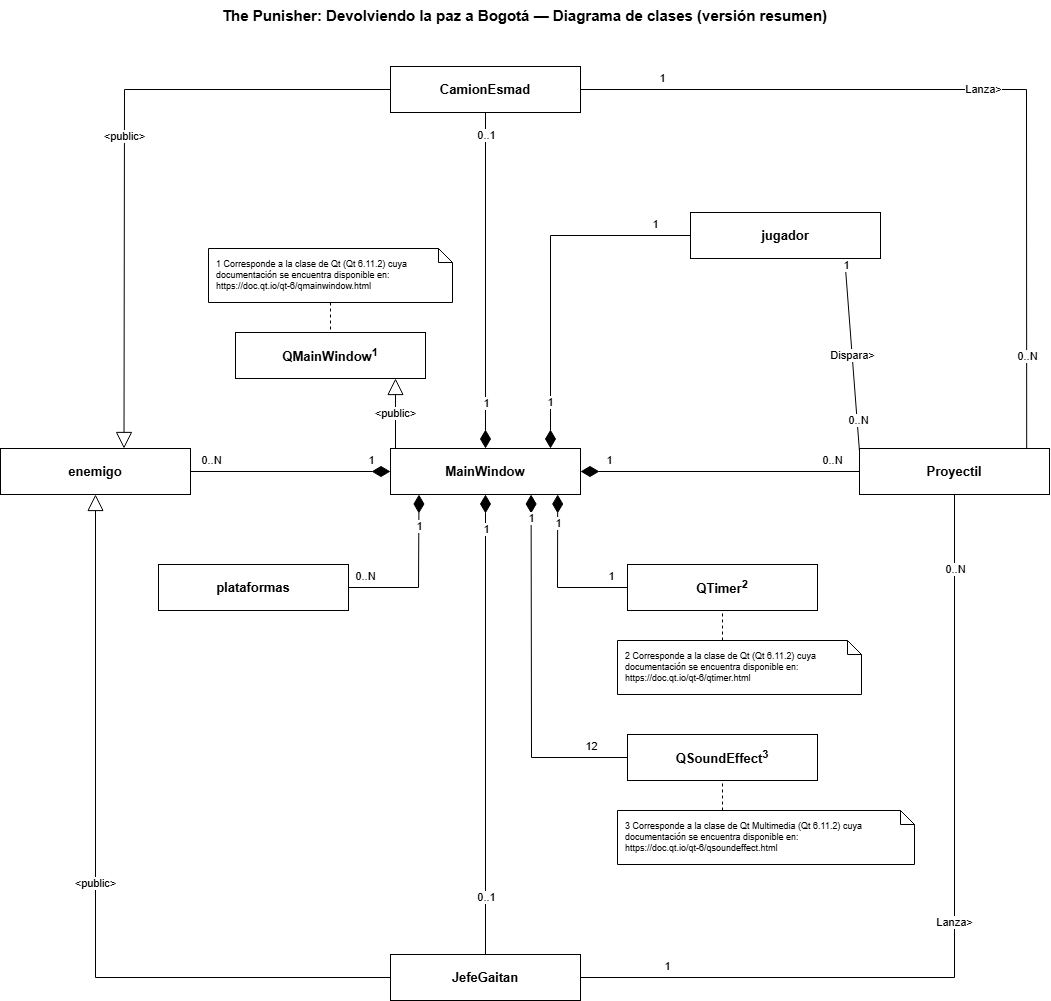 The Punisher: Devolviendo la paz a Bogotá — Diagrama de clases (versión resumen)
CamionEsmad
1
Lanza>
<public>
0..1
jugador
1
1
1 Corresponde a la clase de Qt (Qt 6.11.2) cuya
documentación se encuentra disponible en:
https://doc.qt.io/qt-6/qmainwindow.html
QMainWindow1
Dispara>
0..N
<public>
1
1
0..N
enemigo
0..N
1
MainWindow
1
0..N
Proyectil
1
1
1
1
plataformas
0..N
1
QTimer2
0..N
2 Corresponde a la clase de Qt (Qt 6.11.2) cuya
documentación se encuentra disponible en:
https://doc.qt.io/qt-6/qtimer.html
12
QSoundEffect3
3 Corresponde a la clase de Qt Multimedia (Qt 6.11.2) cuya
documentación se encuentra disponible en:
https://doc.qt.io/qt-6/qsoundeffect.html
<public>
0..1
Lanza>
JefeGaitan
1